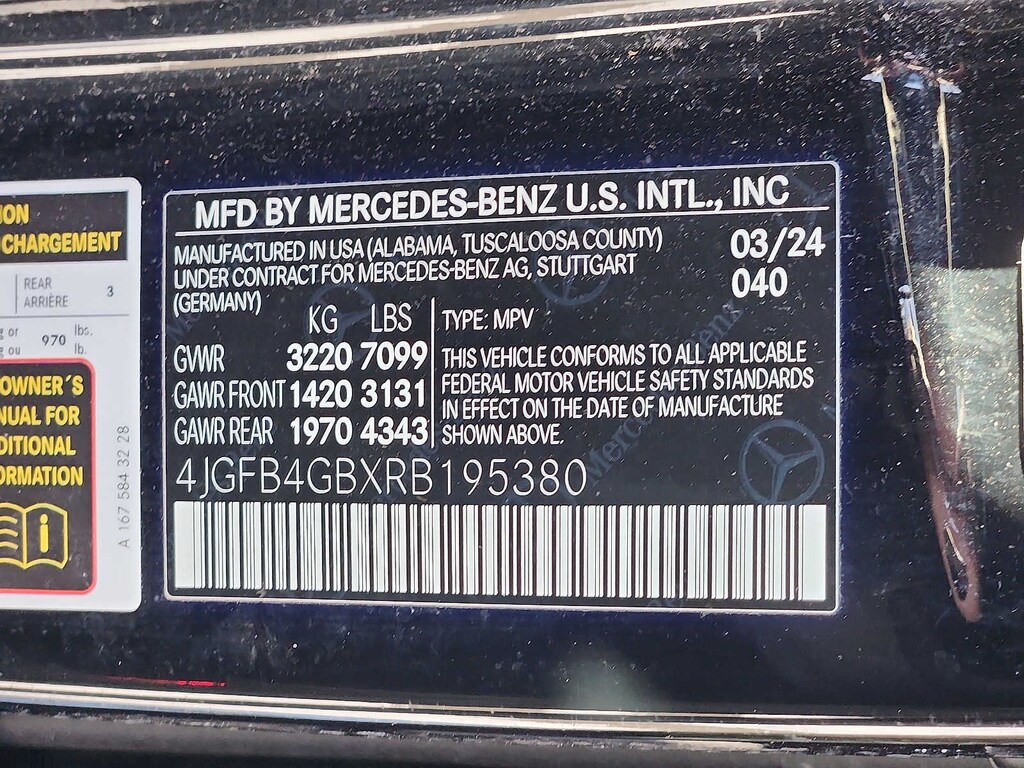 ION
CHARGEMENT
REAR
ARRIÈRE 3
or
ou 970 lbs.
lb.
OWNER´S
NUAL FOR
DITIONAL
ORMATION
i
A 167 584 32 28
MFD BY MERCEDES-BENZ U.S. INTL., INC
MANUFACTURED IN USA (ALABAMA, TUSCALOOSA COUNTY) 03/24
UNDER CONTRACT FOR MERCEDES-BENZ AG, STUTTGART 040
(GERMANY)
KG LBS
GVWR 3220 7099
GAWR FRONT 1420 3131
GAWR REAR 1970 4343
TYPE: MPV
THIS VEHICLE CONFORMS TO ALL APPLICABLE
FEDERAL MOTOR VEHICLE SAFETY STANDARDS
IN EFFECT ON THE DATE OF MANUFACTURE
SHOWN ABOVE.
4JGFB4GBXRB195380